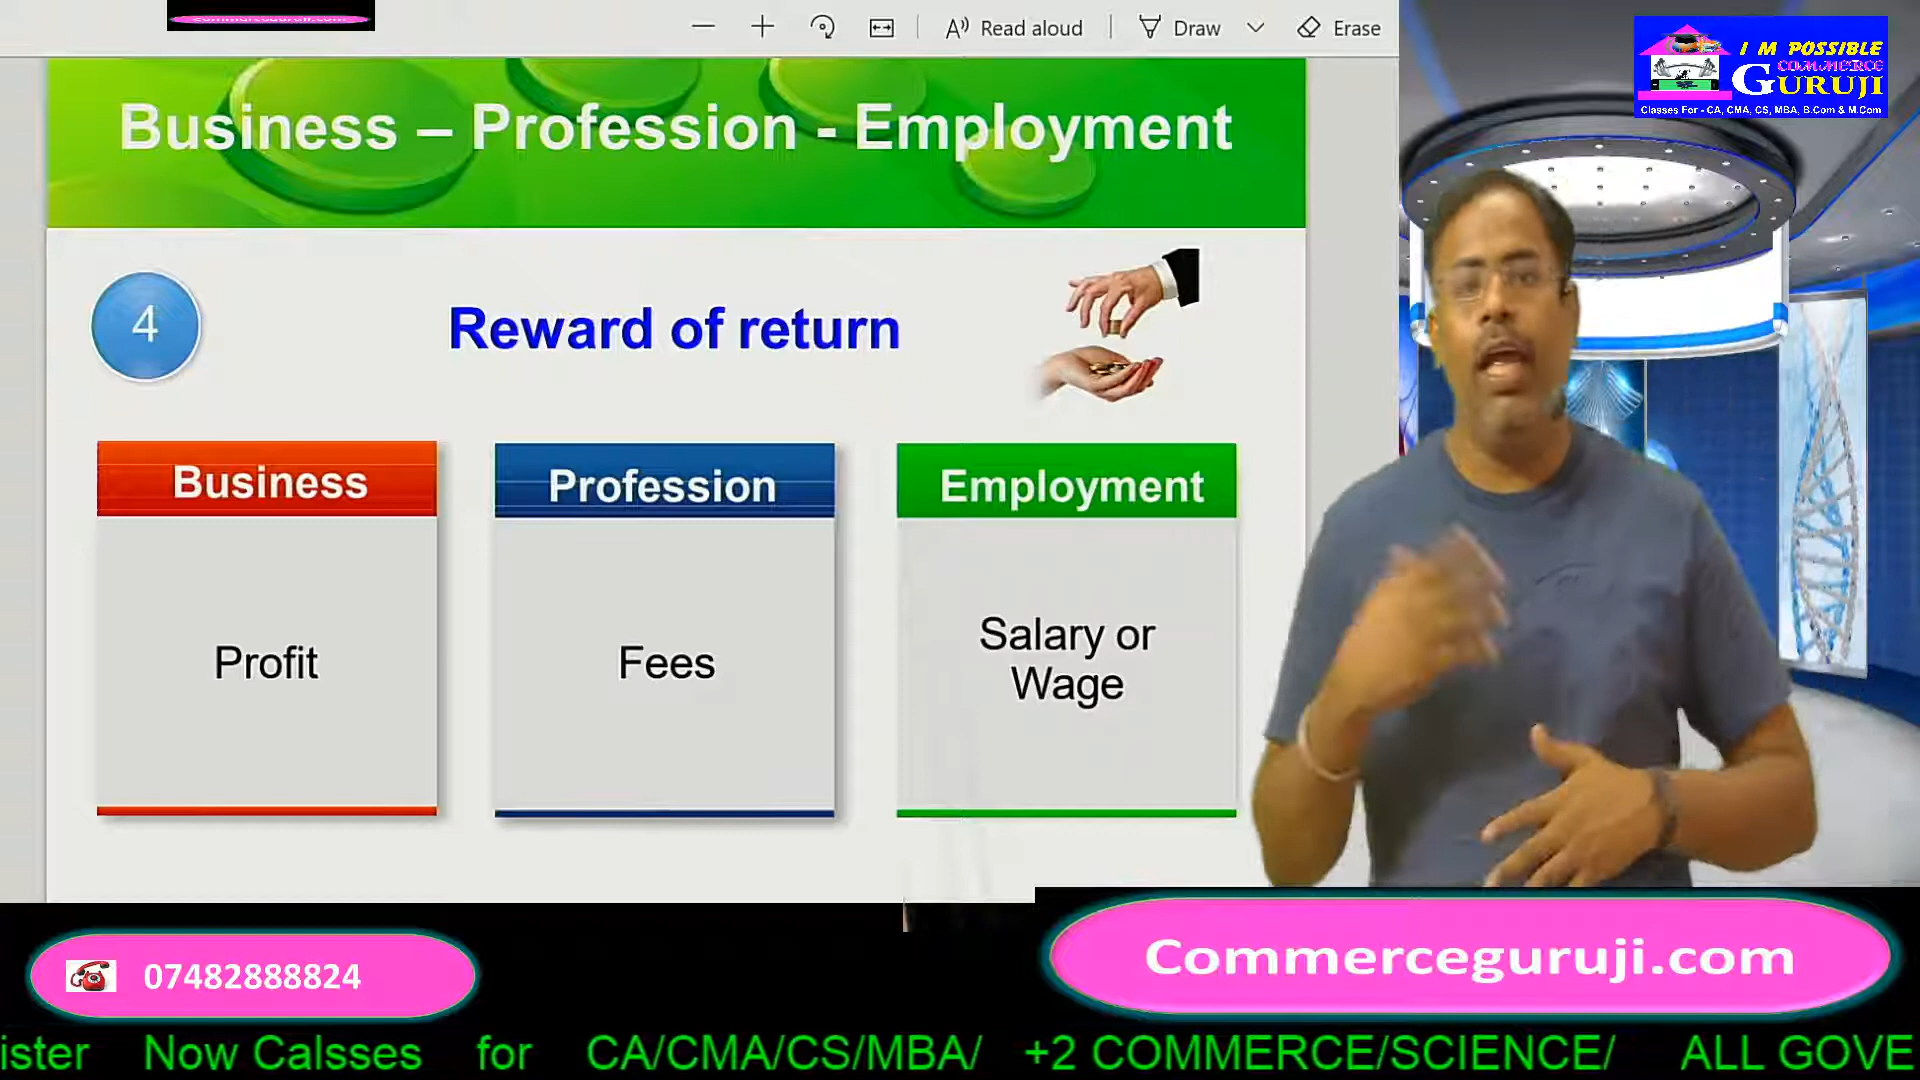 Commerceguruji.com
Read aloud
Draw
Erase
I M POSSIBLE
COMMERCE
GURUJI
Classes For - CA, CMA, CS, MBA, B.Com & M.Com
Business – Profession - Employment
4
Reward of return
Business
Profession
Employment
Profit
Fees
Salary or
Wage
07482888824
Commerceguruji.com
ister Now Calsses for CA/CMA/CS/MBA/ +2 COMMERCE/SCIENCE/ ALL GOVE